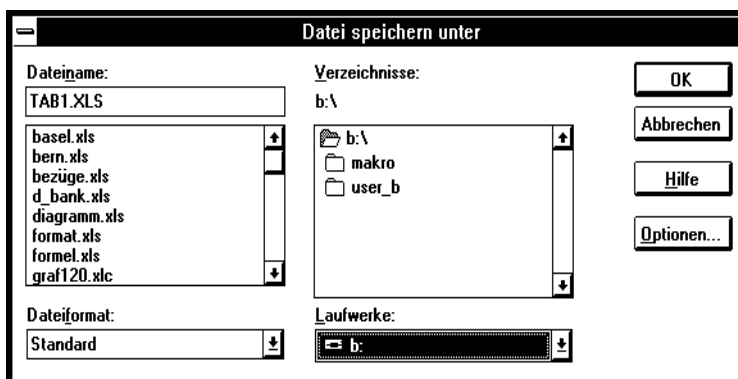 Datei speichern unter
Dateiname:
TAB1.XLS
basel.xls
bern.xls
bezüge.xls
d_bank.xls
diagramm.xls
format.xls
formel.xls
graf120.xlc
Dateiformat:
Standard
Verzeichnisse:
b:\
b:\
makro
user_b
Laufwerke:
b:
OK
Abbrechen
Hilfe
Optionen...